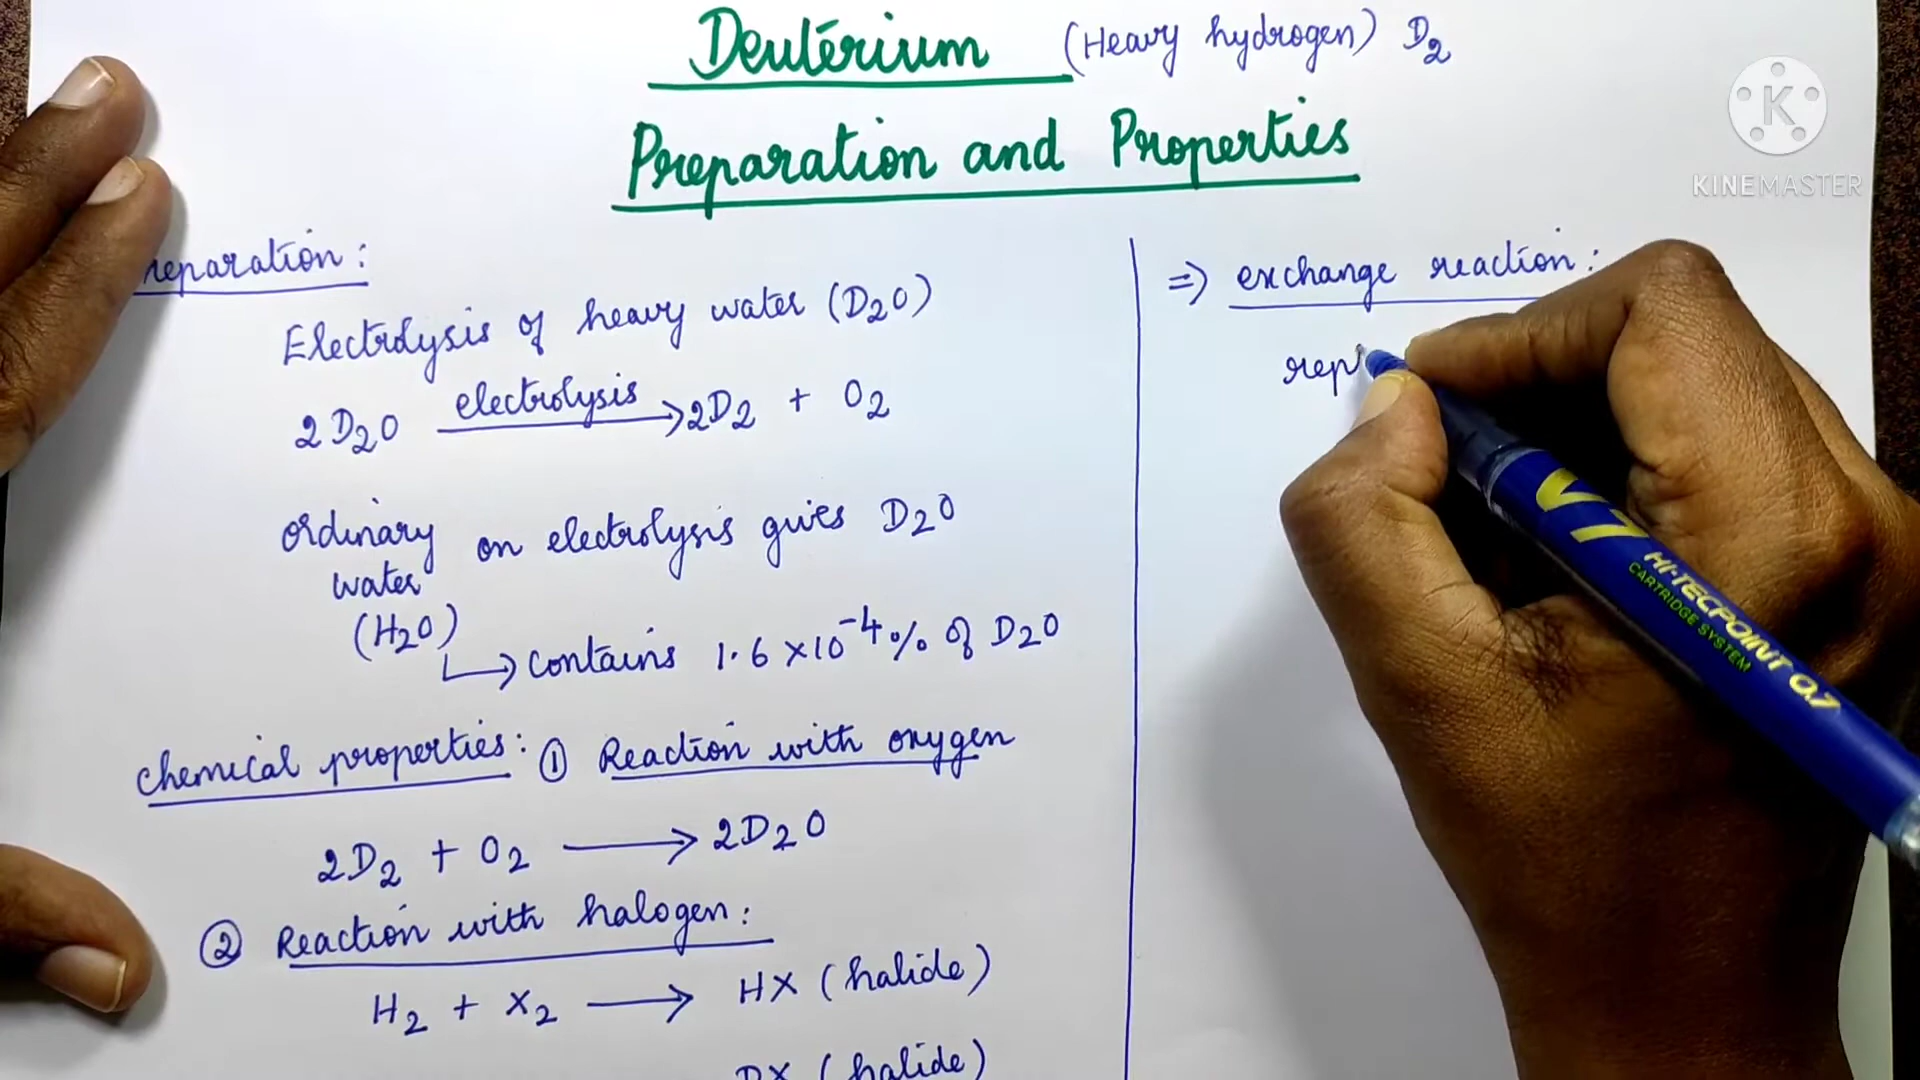 Deuterium (Heavy hydrogen) D2
Preparation and Properties
KINEMASTER
reparation:
Electrolysis of heavy water (D2O)
2D2O electrolysis → 2D2 + O2
ordinary water (H2O) on electrolysis gives D2O
↳ contains 1.6 ×10⁻⁴% of D2O
chemical properties: ① Reaction with oxygen
2D2 + O2 → 2D2O
② Reaction with halogen:
H2 + X2 → HX (halide)
DX (halide)
⇒ exchange reaction:
rep
V7 HI-TECPOINT 0.7
CARTRIDGE SYSTEM